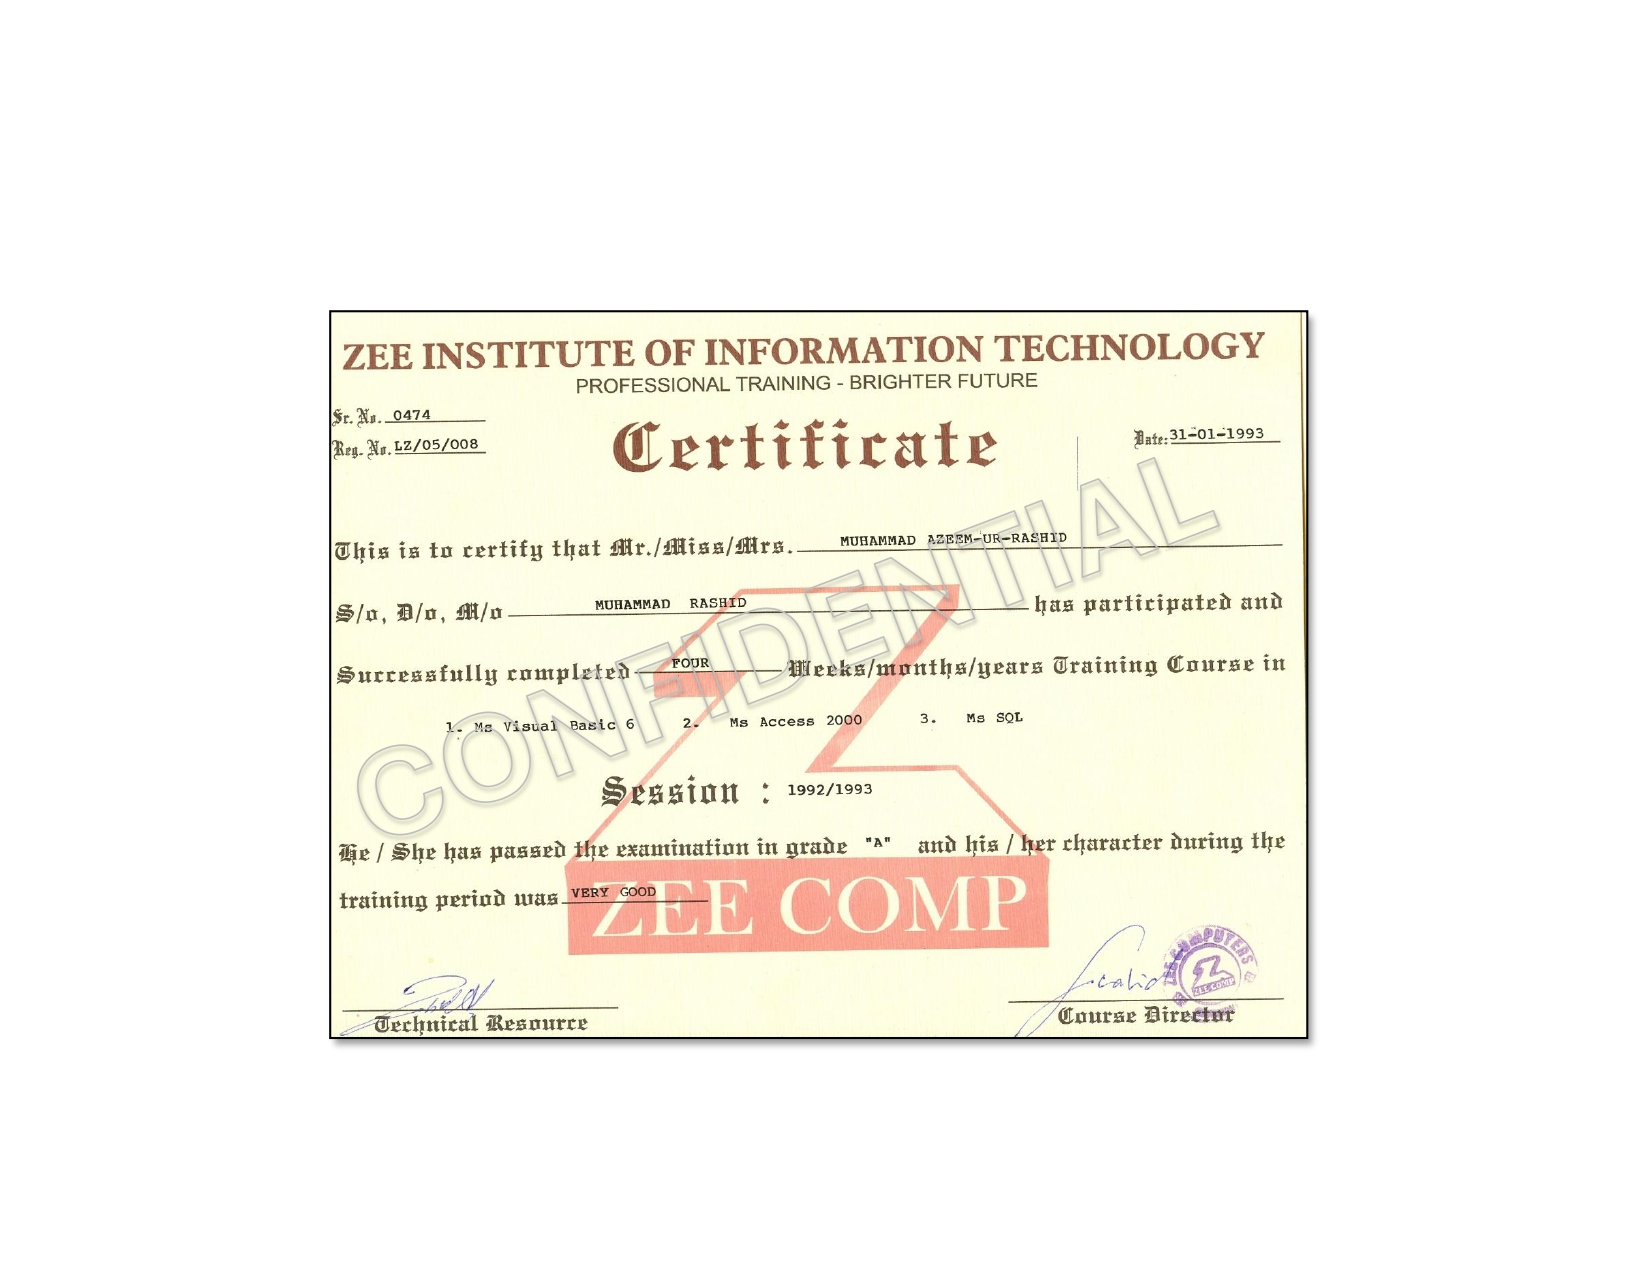 ZEE INSTITUTE OF INFORMATION TECHNOLOGY
PROFESSIONAL TRAINING - BRIGHTER FUTURE
Sr. No. 0474
Certificate
Reg. No. LZ/05/008
Date: 31-01-1993
This is to certify that Mr./Miss/Mrs. MUHAMMAD AZEEM-UR-RASHID
S/o, D/o, M/o MUHAMMAD RASHID has participated and
Successfully completed FOUR Weeks/months/years Training Course in
1. Ms Visual Basic 6 2. Ms Access 2000 3. Ms SQL
Session : 1992/1993
He / She has passed the examination in grade "A" and his / her character during the
training period was VERY GOOD
ZEE COMP
CONFIDENTIAL
Technical Resource
Course Director
ZEE COMPUTERS
ZEE COMP